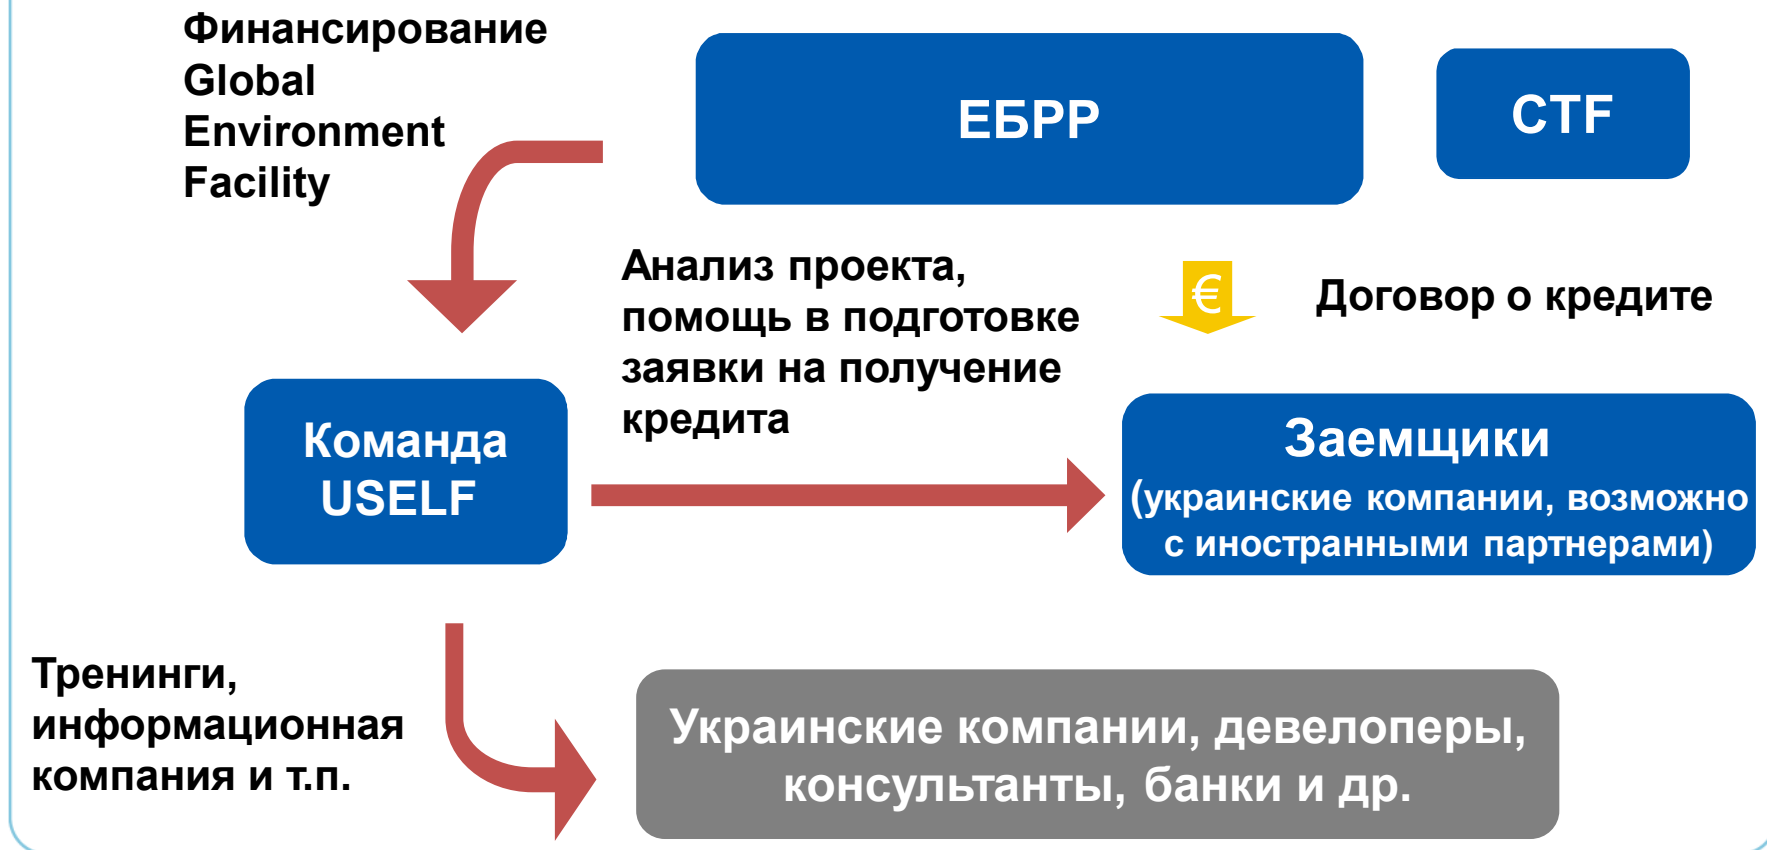 Финансирование
Global
Environment
Facility
ЕБРР
CTF
Анализ проекта,
помощь в подготовке
заявки на получение
кредита
€
Договор о кредите
Команда
USELF
Заемщики
(украинские компании, возможно
с иностранными партнерами)
Тренинги,
информационная
компания и т.п.
Украинские компании, девелоперы,
консультанты, банки и др.